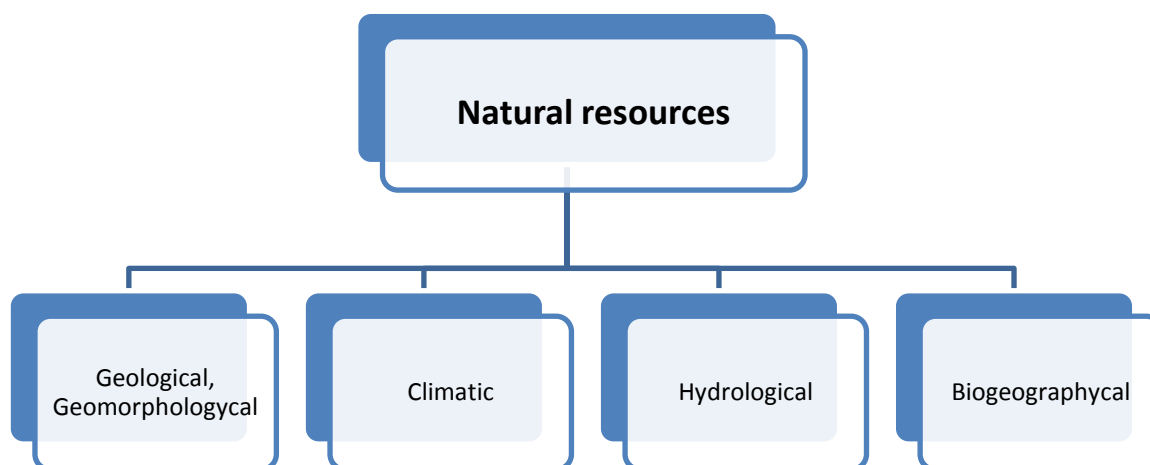 Natural resources
Geological,
Geomorphologycal
Climatic
Hydrological
Biogeographycal